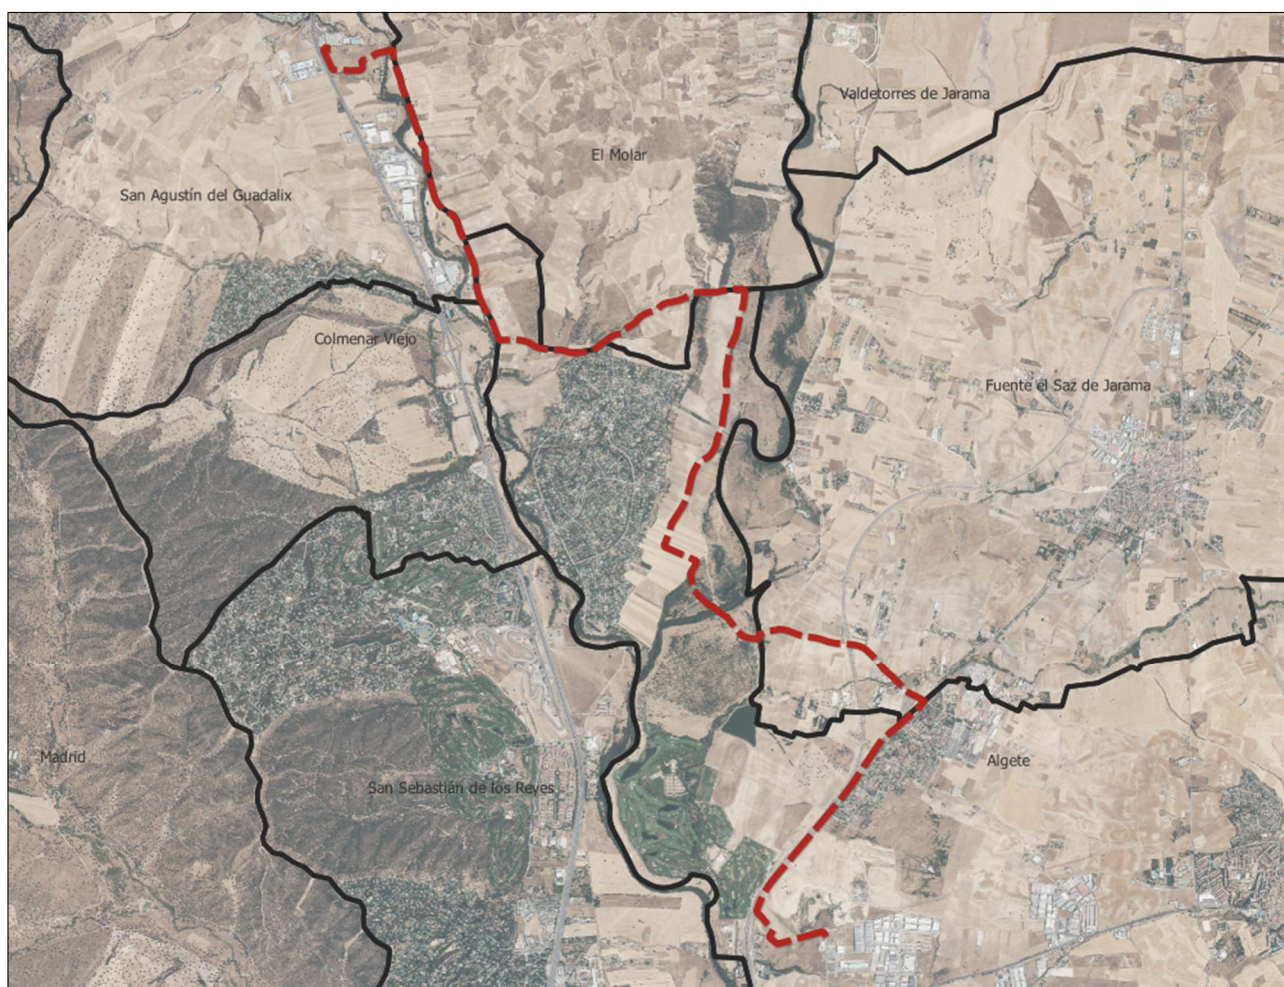 Valdetorres de Jarama
El Molar
San Agustín del Guadalix
Colmenar Viejo
Fuente el Saz de Jarama
Madrid
Algete
San Sebastián de los Reyes